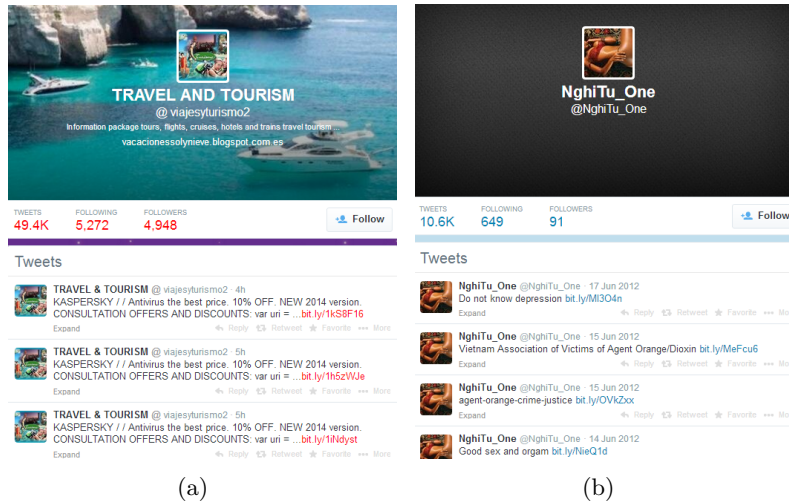 TRAVEL AND TOURISM
@ viajesyturismo2
Information package tours, flights, cruises, hotels and trains travel tourism ...
vacacionessolynieve.blogspot.com.es
TWEETS FOLLOWING FOLLOWERS
49.4K 5,272 4,948
Follow
Tweets
TRAVEL & TOURISM @ viajesyturismo2 · 4h
KASPERSKY / / Antivirus the best price. 10% OFF. NEW 2014 version.
CONSULTATION OFFERS AND DISCOUNTS: var uri = ...bit.ly/1kS8F16
Expand Reply Retweet Favorite More
TRAVEL & TOURISM @ viajesyturismo2 · 5h
KASPERSKY / / Antivirus the best price. 10% OFF. NEW 2014 version.
CONSULTATION OFFERS AND DISCOUNTS: var uri = ...bit.ly/1h5zWJe
Expand Reply Retweet Favorite More
TRAVEL & TOURISM @ viajesyturismo2 · 5h
KASPERSKY / / Antivirus the best price. 10% OFF. NEW 2014 version.
CONSULTATION OFFERS AND DISCOUNTS: var uri = ...bit.ly/1iNdyst
Expand Reply Retweet Favorite More
(a)
NghiTu_One
@NghiTu_One
TWEETS FOLLOWING FOLLOWERS
10.6K 649 91
Follow
Tweets
NghiTu_One @NghiTu_One · 17 Jun 2012
Do not know depression bit.ly/MI3O4n
Expand Reply Retweet Favorite Mo
NghiTu_One @NghiTu_One · 15 Jun 2012
Vietnam Association of Victims of Agent Orange/Dioxin bit.ly/MeFcu6
Expand Reply Retweet Favorite Mo
NghiTu_One @NghiTu_One · 15 Jun 2012
agent-orange-crime-justice bit.ly/OVkZxx
Expand Reply Retweet Favorite Mo
NghiTu_One @NghiTu_One · 14 Jun 2012
Good sex and orgam bit.ly/NieQ1d
Expand Reply Retweet Favorite Mo
(b)